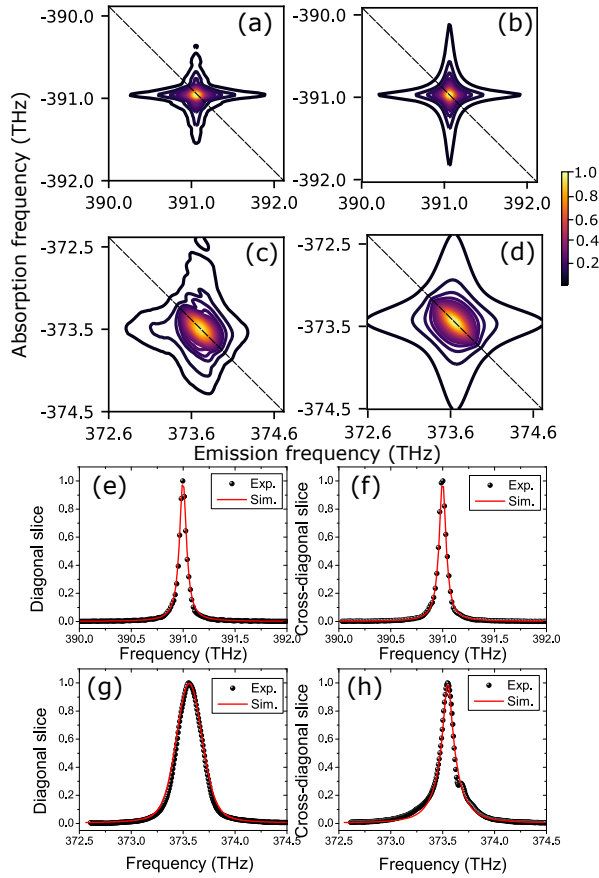 (a) (b)
-390.0 -390.0
-391.0 -391.0
-392.0 -392.0
390.0 391.0 392.0 390.0 391.0 392.0
1.0
0.8
0.6
0.4
0.2
Absorption frequency (THz)
(c) (d)
-372.5 -372.5
-373.5 -373.5
-374.5 -374.5
372.6 373.6 374.6 372.6 373.6 374.6
Emission frequency (THz)
(e)
Exp.
Sim.
Diagonal slice
1.0
0.8
0.6
0.4
0.2
0.0
390.0 390.5 391.0 391.5 392.0
Frequency (THz)
(f)
Exp.
Sim.
Cross-diagonal slice
1.0
0.8
0.6
0.4
0.2
0.0
390.0 390.5 391.0 391.5 392.0
Frequency (THz)
(g)
Exp.
Sim.
Diagonal slice
1.0
0.8
0.6
0.4
0.2
0.0
372.5 373.0 373.5 374.0 374.5
Frequency (THz)
(h)
Exp.
Sim.
Cross-diagonal slice
1.0
0.8
0.6
0.4
0.2
0.0
372.5 373.0 373.5 374.0 374.5
Frequency (THz)